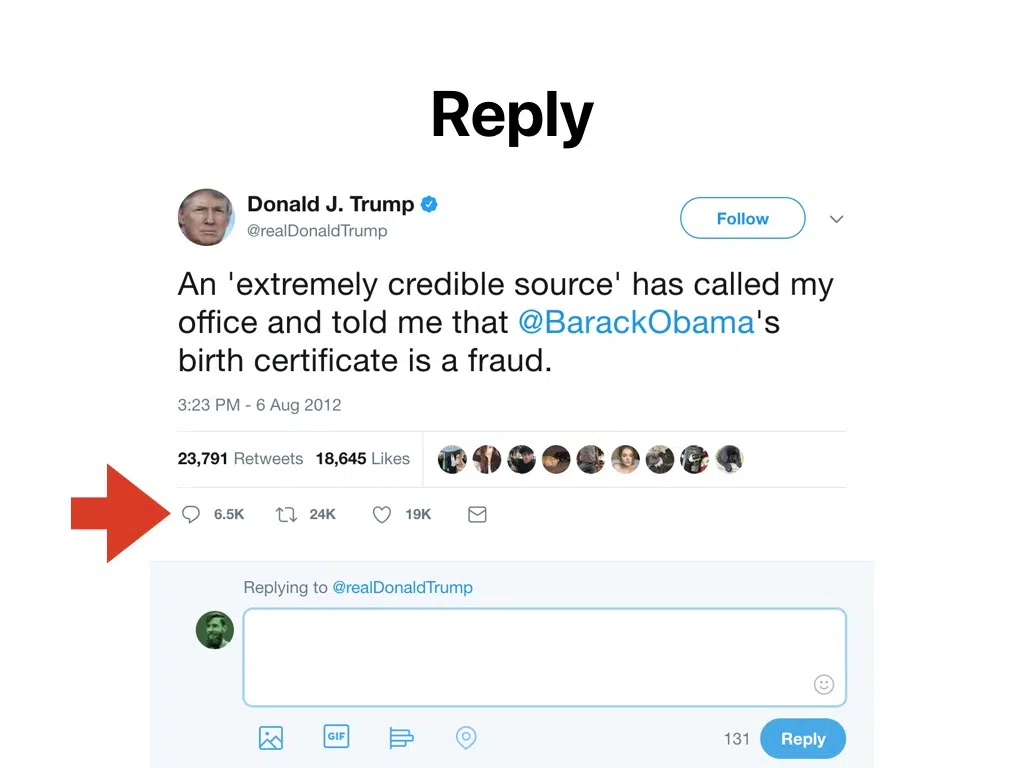 Reply
Donald J. Trump
@realDonaldTrump
Follow
An 'extremely credible source' has called my
office and told me that @BarackObama's
birth certificate is a fraud.
3:23 PM - 6 Aug 2012
23,791 Retweets 18,645 Likes
6.5K 24K 19K
Replying to @realDonaldTrump
GIF 131 Reply